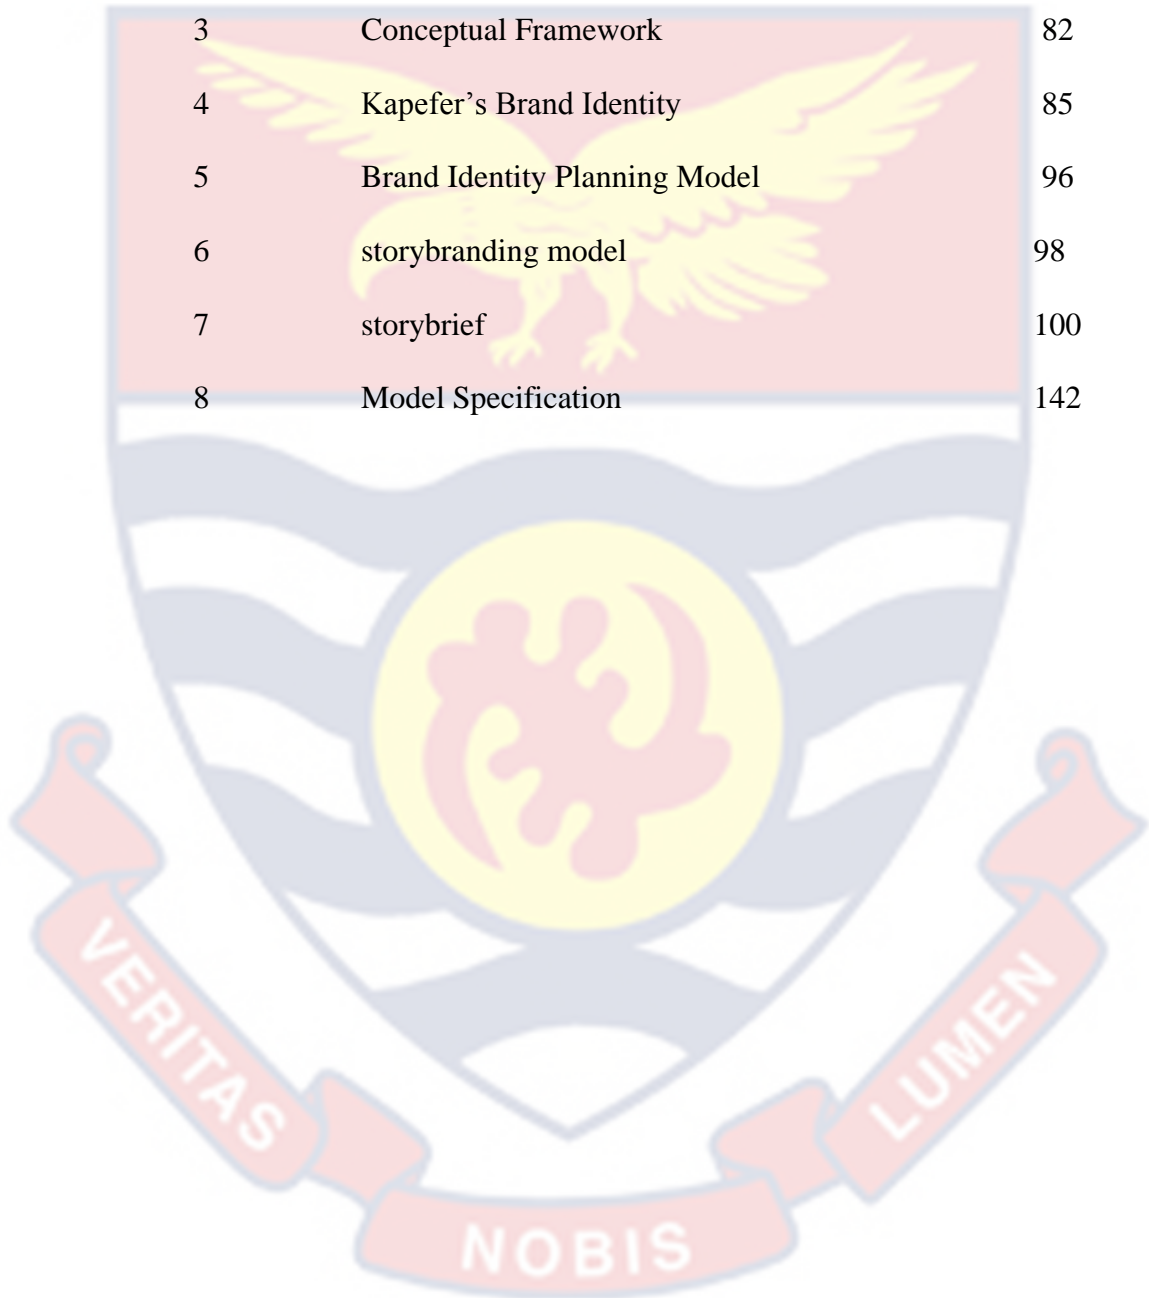 3 Conceptual Framework 82
4 Kapefer’s Brand Identity 85
5 Brand Identity Planning Model 96
6 storybranding model 98
7 storybrief 100
8 Model Specification 142
VERITAS
NOBIS
LUMEN